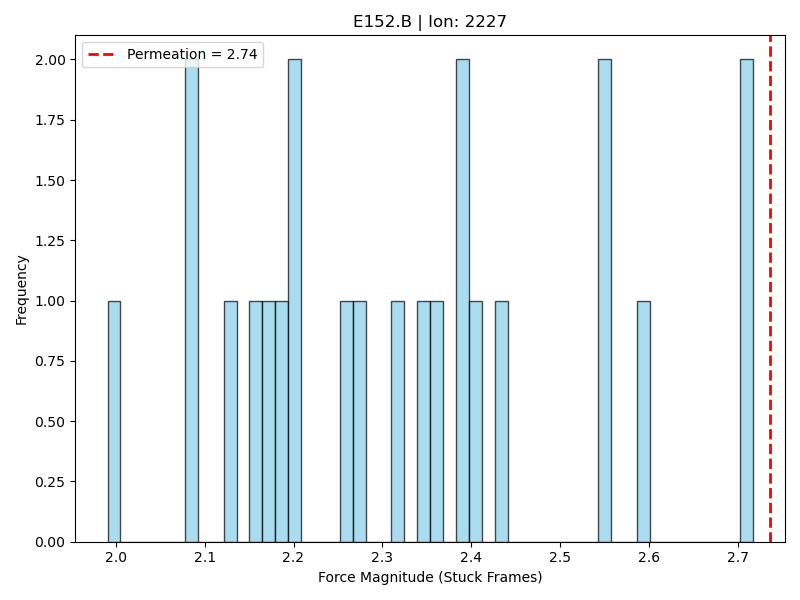 E152.B | lon: 2227
Permeation = 2.74
Frequency
2.00
1.75
1.50
1.25
1.00
0.75
0.50
0.25
0.00
2.0 2.1 2.2 2.3 2.4 2.5 2.6 2.7
Force Magnitude (Stuck Frames)